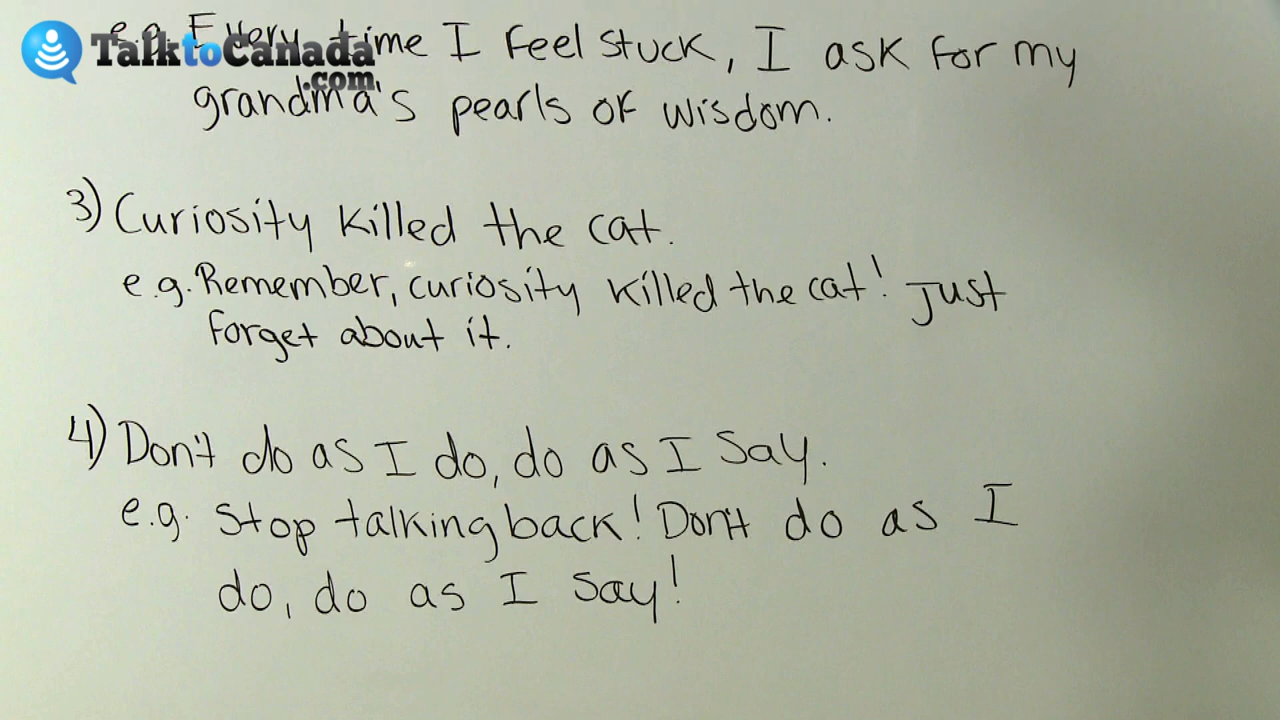 e.g. Every time I feel stuck, I ask for my
TalktoCanada
.com
grandma's pearls of wisdom.
3) Curiosity killed the cat.
e.g. Remember, curiosity killed the cat! Just
forget about it.
4) Don't do as I do, do as I say.
e.g. Stop talking back! Don't do as I
do, do as I say!